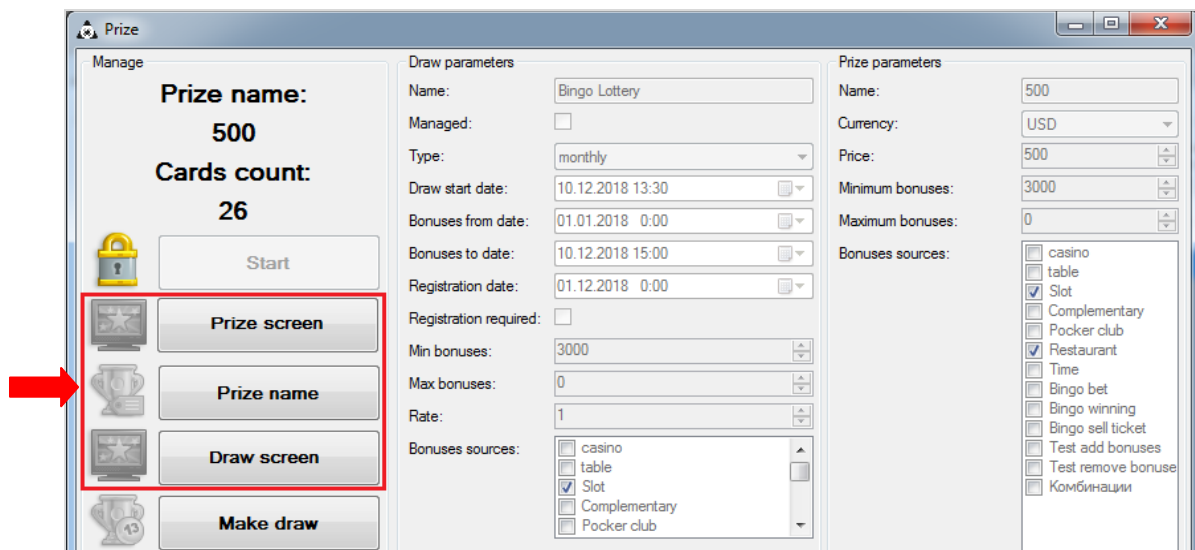 Prize
Manage
Prize name:
500
Cards count:
26
Start
Prize screen
Prize name
Draw screen
13
Make draw
Draw parameters
Name: Bingo Lottery
Managed:
Type: monthly
Draw start date: 10.12.2018 13:30
Bonuses from date: 01.01.2018 0:00
Bonuses to date: 10.12.2018 15:00
Registration date: 01.12.2018 0:00
Registration required:
Min bonuses: 3000
Max bonuses: 0
Rate: 1
Bonuses sources: casino
table
Slot
Complementary
Pocker club
Prize parameters
Name: 500
Currency: USD
Price: 500
Minimum bonuses: 3000
Maximum bonuses: 0
Bonuses sources: casino
table
Slot
Complementary
Pocker club
Restaurant
Time
Bingo bet
Bingo winning
Bingo sell ticket
Test add bonuses
Test remove bonuse
Комбинации